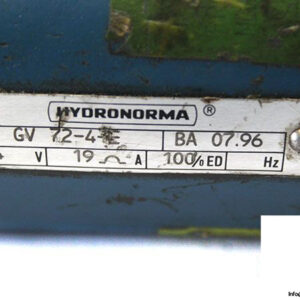 HYDRONORMA ®
GV 72-4 BA 07.96
V 19 A 100% ED Hz